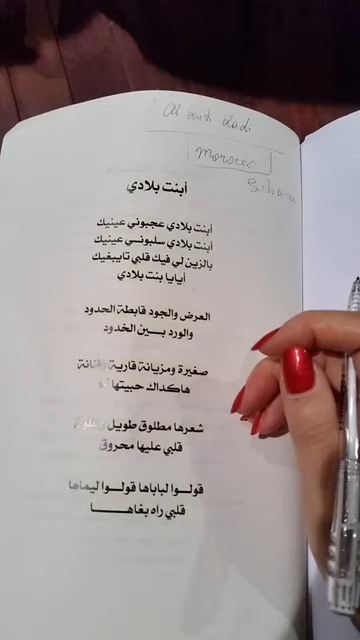 Al bint bladi
Morocco
أبنت بلادي
أبنت بلادي عجبوني عينيك
أبنت بلادي سلبوني عينيك
بالزين لي فيك قلبي تايبغيك
أيايا بنت بلادي
العرض والجود قابطة الحدود
والورد بين الخدود
صغيرة ومزيانة قارية وفنانة
هاكداك حبيتها
شعرها مطلوق طويل
قلبي عليها محروق
قولوا لباباها قولوا ليماها
قلبي راه بغاها